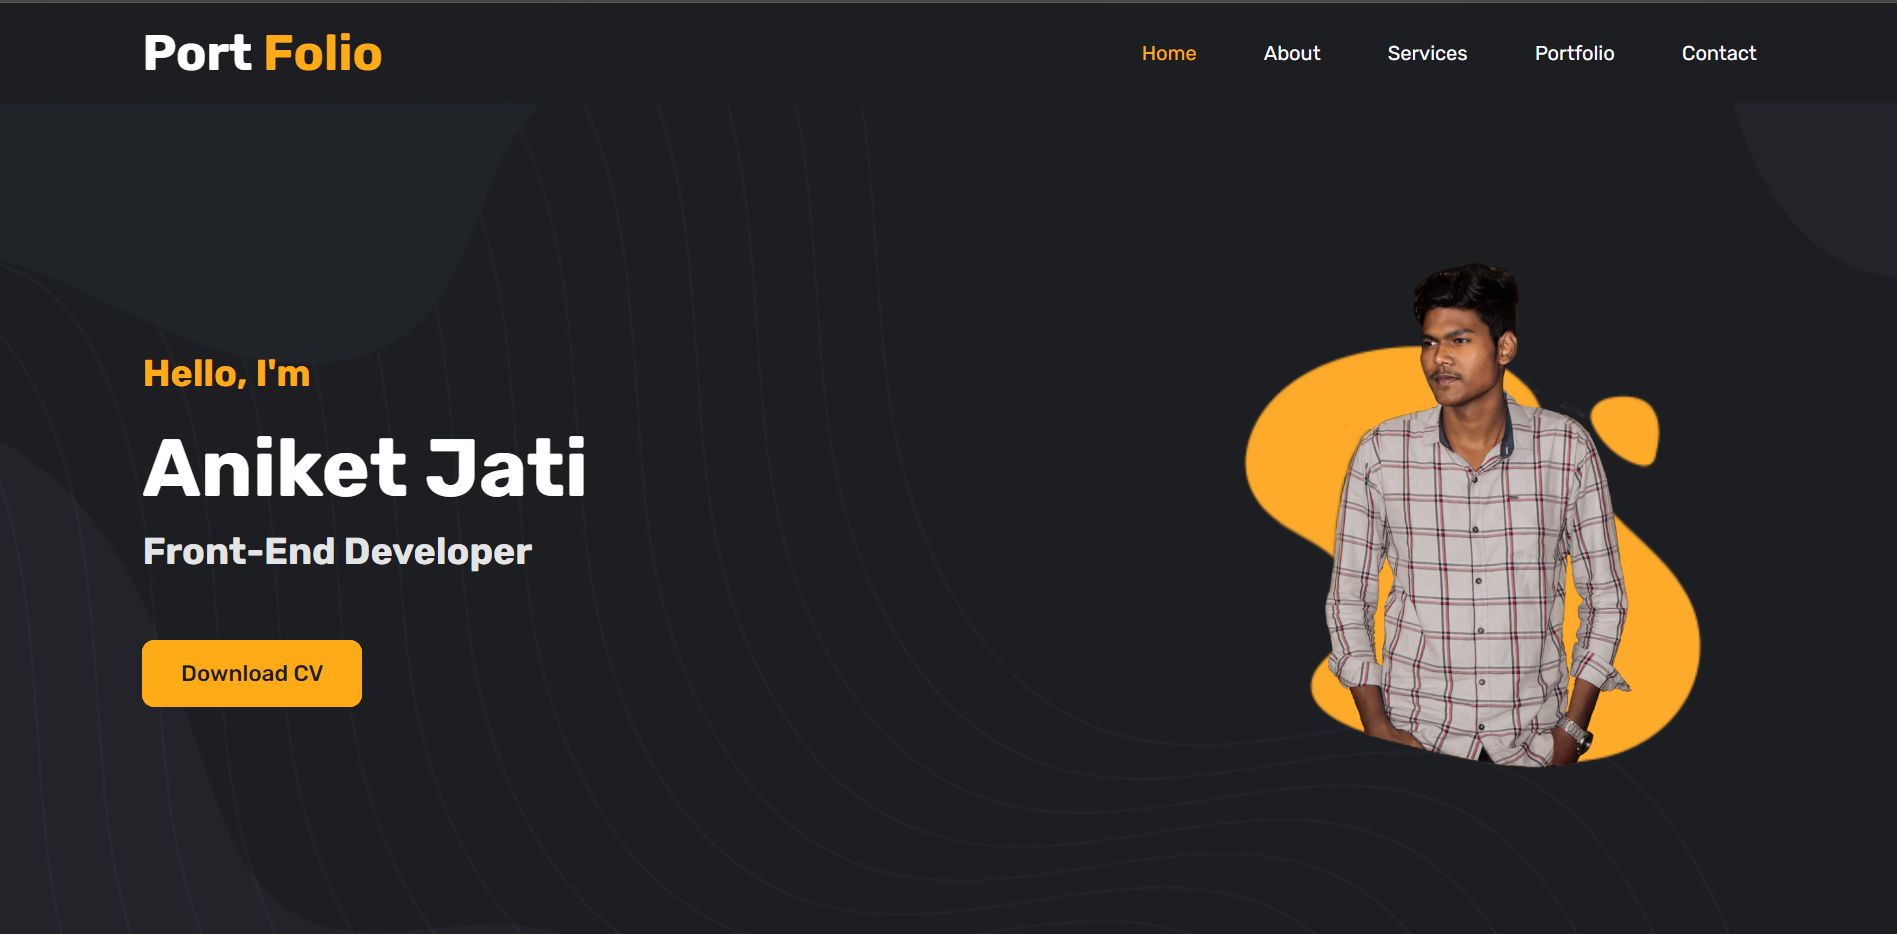 Port Folio
Home About Services Portfolio Contact
Hello, I'm
Aniket Jati
Front-End Developer
Download CV